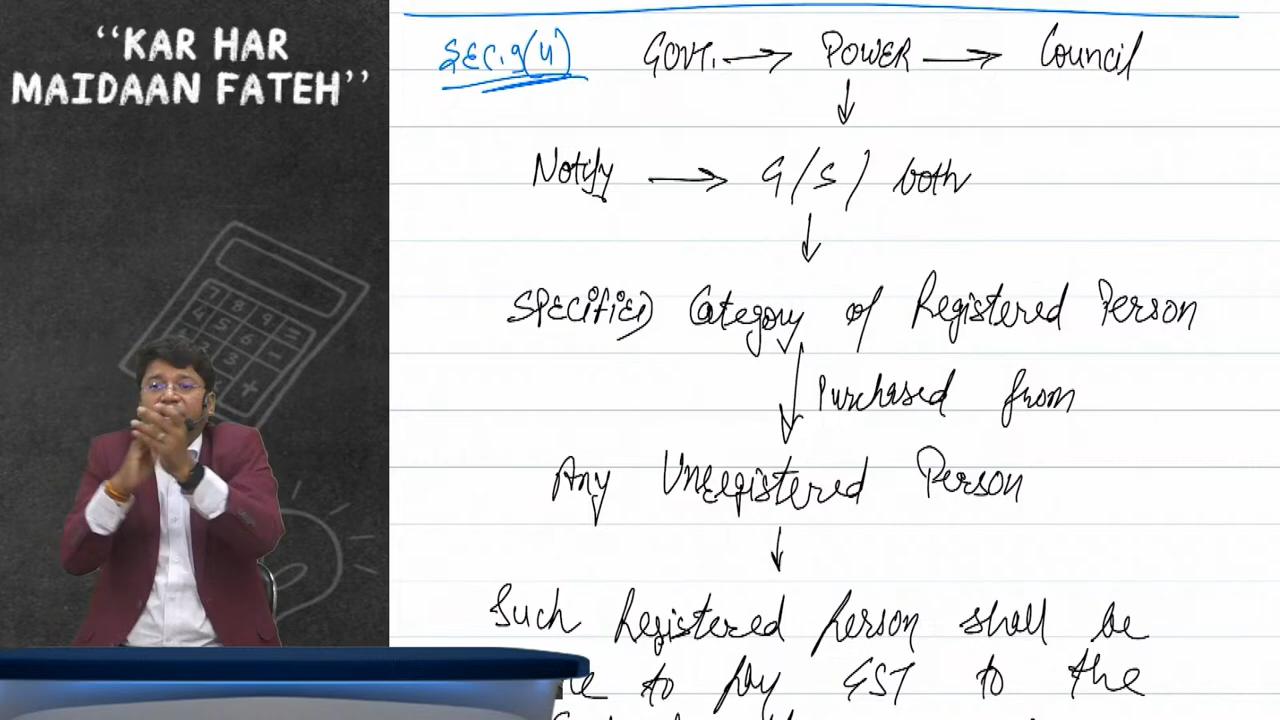 “KAR HAR
MAIDAAN FATEH”
SEC.9(4) GOVT. → POWER → Council
↓
Notify → G/S/ both
↓
SPECIFIED Category of Registered Person
↓ Purchased from
Any Unregistered Person
↓
Such Registered person shall be
to pay GST to the